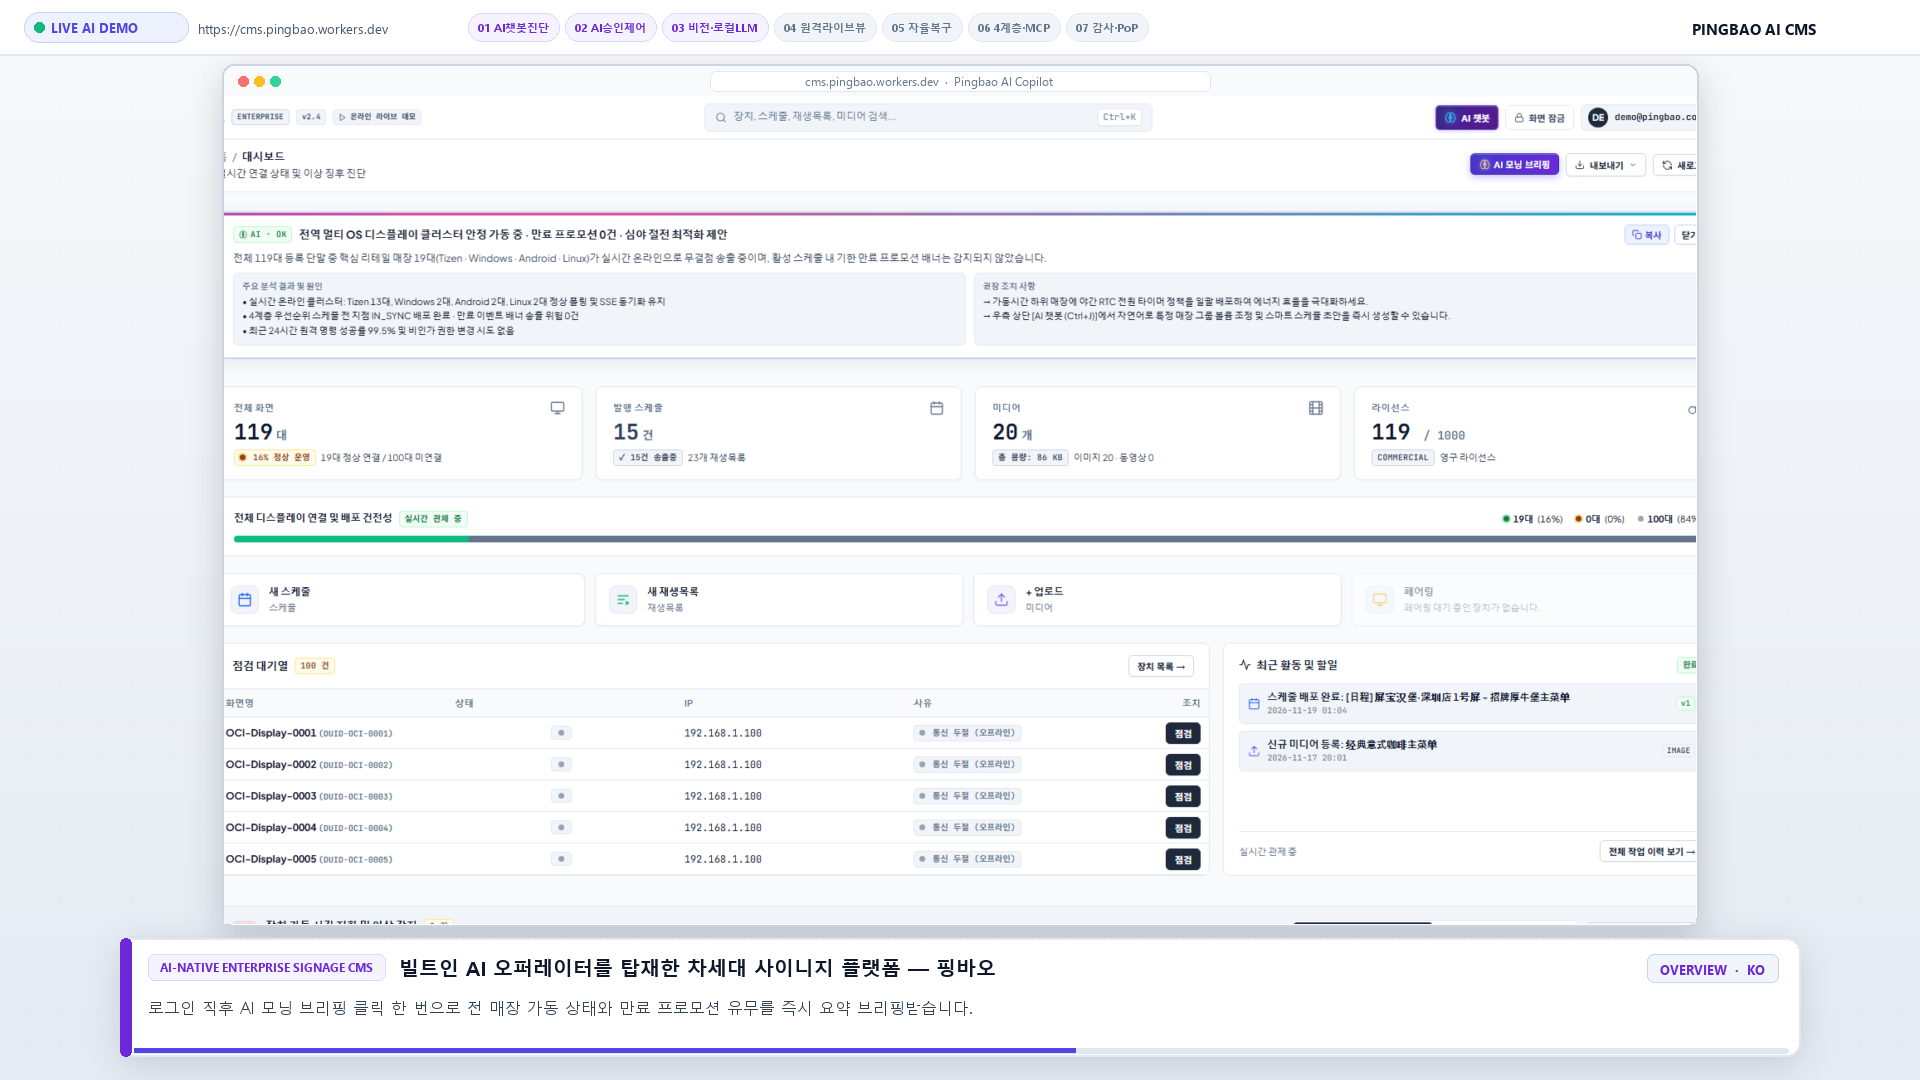 LIVE AI DEMO
https://cms.pingbao.workers.dev
01 AI챗봇진단
02 AI승인제어
03 비전·로컬LLM
04 원격라이브뷰
05 자율복구
06 4계층·MCP
07 감사·PoP
PINGBAO AI CMS
cms.pingbao.workers.dev · Pingbao AI Copilot
ENTERPRISE
v2.4
▷ 온라인 라이브 데모
장치, 스케줄, 재생목록, 미디어 검색...
Ctrl+K
AI 챗봇
화면 잠금
DE
demo@pingbao.co
/ 대시보드
시간 연결 상태 및 이상 징후 진단
AI 모닝 브리핑
내보내기
새로
AI · OK
전역 멀티 OS 디스플레이 클러스터 안정 가동 중 · 만료 프로모션 0건 · 심야 절전 최적화 제안
복사
닫기
전체 119대 등록 단말 중 핵심 리테일 매장 19대(Tizen · Windows · Android · Linux)가 실시간 온라인으로 무결점 송출 중이며, 활성 스케줄 내 기한 만료 프로모션 배너는 감지되지 않았습니다.
주요 분석 결과 및 원인
• 실시간 온라인 클러스터: Tizen 13대, Windows 2대, Android 2대, Linux 2대 정상 폴링 및 SSE 동기화 유지
• 4계층 우선순위 스케줄 전 지점 IN_SYNC 배포 완료 · 만료 이벤트 배너 송출 위험 0건
• 최근 24시간 원격 명령 성공률 99.5% 및 비인가 권한 변경 시도 없음
권장 조치 사항
→ 가동시간 하위 매장에 야간 RTC 전원 타이머 정책을 일괄 배포하여 에너지 효율을 극대화하세요.
→ 우측 상단 [AI 챗봇 (Ctrl+J)]에서 자연어로 특정 매장 그룹 볼륨 조정 및 스마트 스케줄 초안을 즉시 생성할 수 있습니다.
전체 화면
119 대
16% 정상 운영
19대 정상 연결 / 100대 미연결
발행 스케줄
15 건
✓ 15건 송출중
23개 재생목록
미디어
20 개
총 용량: 86 KB
이미지 20 · 동영상 0
라이선스
119 / 1000
COMMERCIAL
영구 라이선스
전체 디스플레이 연결 및 배포 건전성
실시간 관제 중
19대 (16%)
0대 (0%)
100대 (84%
새 스케줄
스케줄
새 재생목록
재생목록
+ 업로드
미디어
페어링
페어링 대기 중인 장치가 없습니다.
점검 대기열
100 건
장치 목록 →
화면명
상태
IP
사유
조치
OCI-Display-0001 (DUID-OCI-0001)
192.168.1.100
통신 두절 (오프라인)
점검
OCI-Display-0002 (DUID-OCI-0002)
192.168.1.100
통신 두절 (오프라인)
점검
OCI-Display-0003 (DUID-OCI-0003)
192.168.1.100
통신 두절 (오프라인)
점검
OCI-Display-0004 (DUID-OCI-0004)
192.168.1.100
통신 두절 (오프라인)
점검
OCI-Display-0005 (DUID-OCI-0005)
192.168.1.100
통신 두절 (오프라인)
점검
최근 활동 및 할일
완료
스케줄 배포 완료: [日程]屏宝汉堡·深圳店1号屏 – 招牌厚牛堡主菜单
2026-11-19 01:04
v1
신규 미디어 등록: 经典意式咖啡主菜单
2026-11-17 20:01
IMAGE
실시간 관제 중
전체 작업 이력 보기 →
AI-NATIVE ENTERPRISE SIGNAGE CMS
빌트인 AI 오퍼레이터를 탑재한 차세대 사이니지 플랫폼 — 핑바오
OVERVIEW · KO
로그인 직후 AI 모닝 브리핑 클릭 한 번으로 전 매장 가동 상태와 만료 프로모션 유무를 즉시 요약 브리핑받습니다.